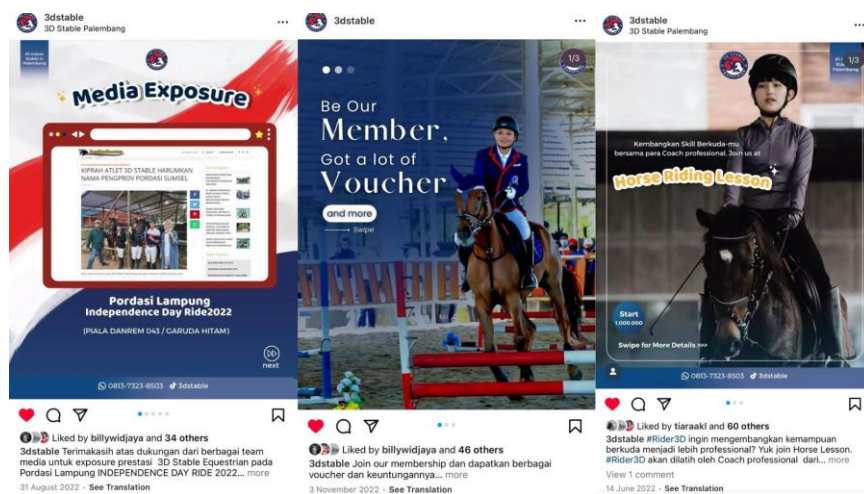 3dstable
3D Stable Palembang
Media Exposure
KIPRAH ATLET 3D STABLE HARUMKAN
NAMA PENGPROV PORDASI SUMSEL
Pordasi Lampung
Independence Day Ride2022
(PIALA DANREM 043 / GARUDA HITAM)
next
0813-7323-8503 3dstable
Liked by billywidjaya and 34 others
3dstable Terimakasih atas dukungan dari berbagai team
media untuk exposure prestasi 3D Stable Equestrian pada
Pordasi Lampung INDEPENDENCE DAY RIDE 2022... more
31 August 2022 · See Translation
3dstable
1/3
Be Our
Member,
Got a lot of
Voucher
and more
Swipe
Liked by billywidjaya and 46 others
3dstable Join our membership dan dapatkan berbagai
voucher dan keuntungannya... more
3 November 2022 · See Translation
3dstable
3D Stable Palembang
1/3
Kembangkan Skill Berkuda-mu
bersama para Coach professional. Join us at
Horse Riding Lesson
Start
1.000.000
Swipe for More Details >>>
0813-7323-8503 3dstable
Liked by tiaraakl and 60 others
3dstable #Rider3D ingin mengembangkan kemampuan
berkuda menjadi lebih professional? Yuk join Horse Lesson.
#Rider3D akan dilatih oleh Coach professional dari... more
View 1 comment
14 June 2022 · See Translation